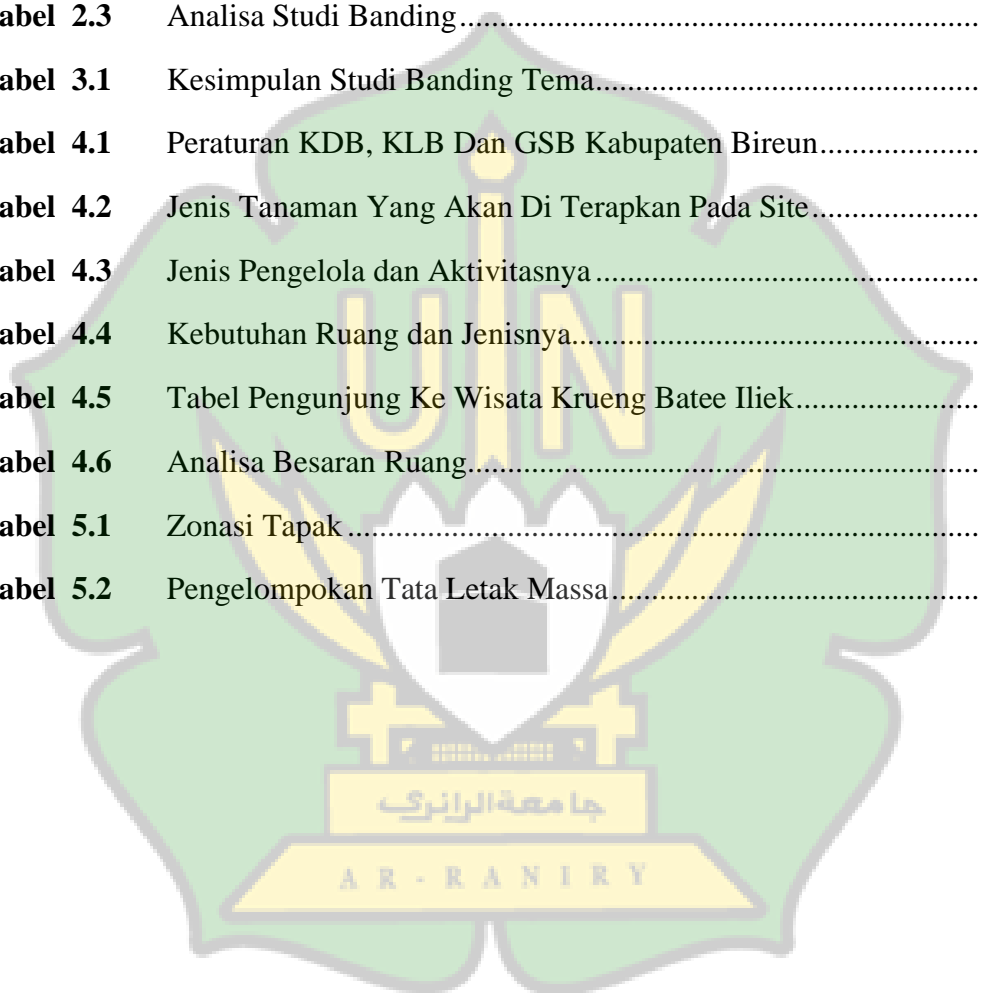 abel 2.3 Analisa Studi Banding........................................................................
abel 3.1 Kesimpulan Studi Banding Tema.....................................................
abel 4.1 Peraturan KDB, KLB Dan GSB Kabupaten Bireun....................
abel 4.2 Jenis Tanaman Yang Akan Di Terapkan Pada Site.....................
abel 4.3 Jenis Pengelola dan Aktivitasnya......................................................
abel 4.4 Kebutuhan Ruang dan Jenisnya.........................................................
abel 4.5 Tabel Pengunjung Ke Wisata Krueng Batee Iliek.......................
abel 4.6 Analisa Besaran Ruang.......................................................................
abel 5.1 Zonasi Tapak.......................................................................................
abel 5.2 Pengelompokan Tata Letak Massa....................................................
UIN
جامعة الرانري
AR-RANIRY